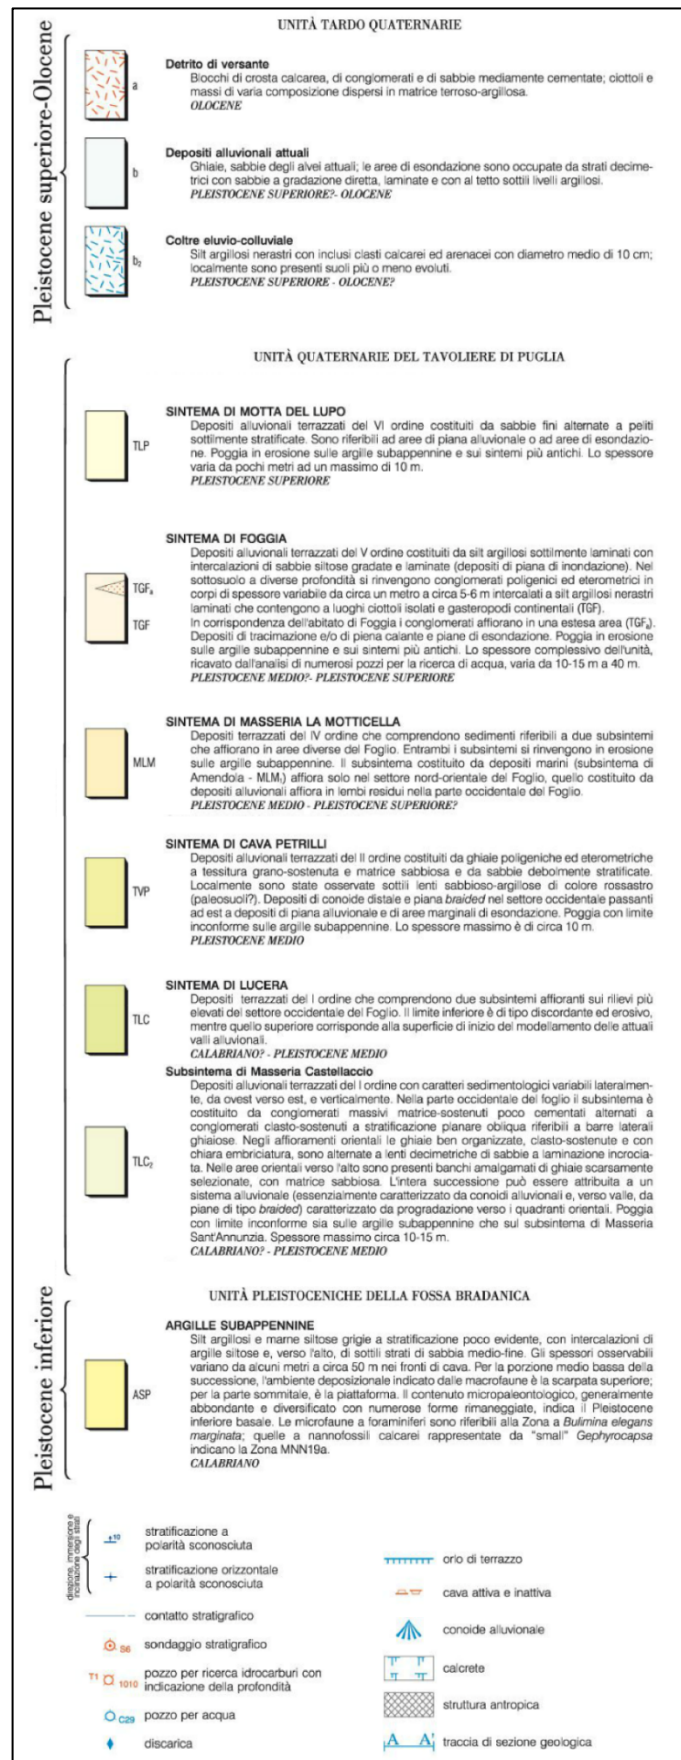 UNITÀ TARDO QUATERNARIE
Pleistocene superiore-Olocene
a
Detrito di versante
Blocchi di crosta calcarea, di conglomerati e di sabbie mediamente cementate; ciottoli e
massi di varia composizione dispersi in matrice terroso-argillosa.
OLOCENE
b
Depositi alluvionali attuali
Ghiaie, sabbie degli alvei attuali; le aree di esondazione sono occupate da strati decime-
trici con sabbie a gradazione diretta, laminate e con al tetto sottili livelli argillosi.
PLEISTOCENE SUPERIORE?- OLOCENE
b₂
Coltre eluvio-colluviale
Silt argillosi nerastri con inclusi clasti calcarei ed arenacei con diametro medio di 10 cm;
localmente sono presenti suoli più o meno evoluti.
PLEISTOCENE SUPERIORE - OLOCENE?
UNITÀ QUATERNARIE DEL TAVOLIERE DI PUGLIA
TLP
SINTEMA DI MOTTA DEL LUPO
Depositi alluvionali terrazzati del VI ordine costituiti da sabbie fini alternate a peliti
sottilmente stratificate. Sono riferibili ad aree di piana alluvionale o ad aree di esondazio-
ne. Poggia in erosione sulle argille subappennine e sui sintemi più antichi. Lo spessore
varia da pochi metri ad un massimo di 10 m.
PLEISTOCENE SUPERIORE
TGFₐ
TGF
SINTEMA DI FOGGIA
Depositi alluvionali terrazzati del V ordine costituiti da silt argillosi sottilmente laminati con
intercalazioni di sabbie siltose gradate e laminate (depositi di piana di inondazione). Nel
sottosuolo a diverse profondità si rinvengono conglomerati poligenici ed eterometrici in
corpi di spessore variabile da circa un metro a circa 5-6 m intercalati a silt argillosi nerastri
laminati che contengono a luoghi ciottoli isolati e gasteropodi continentali (TGF).
In corrispondenza dell'abitato di Foggia i conglomerati affiorano in una estesa area (TGFₐ).
Depositi di tracimazione e/o di piena calante e piane di esondazione. Poggia in erosione
sulle argille subappennine e sui sintemi più antichi. Lo spessore complessivo dell'unità,
ricavato dall'analisi di numerosi pozzi per la ricerca di acqua, varia da 10-15 m a 40 m.
PLEISTOCENE MEDIO?- PLEISTOCENE SUPERIORE
MLM
SINTEMA DI MASSERIA LA MOTTICELLA
Depositi terrazzati del IV ordine che comprendono sedimenti riferibili a due subsintemi
che affiorano in aree diverse del Foglio. Entrambi i subsintemi si rinvengono in erosione
sulle argille subappennine. Il subsintema costituito da depositi marini (subsintema di
Amendola - MLM₁) affiora solo nel settore nord-orientale del Foglio, quello costituito da
depositi alluvionali affiora in lembi residui nella parte occidentale del Foglio.
PLEISTOCENE MEDIO - PLEISTOCENE SUPERIORE?
TVP
SINTEMA DI CAVA PETRILLI
Depositi alluvionali terrazzati del II ordine costituiti da ghiaie poligeniche ed eterometriche
a tessitura grano-sostenuta e matrice sabbiosa e da sabbie debolmente stratificate.
Localmente sono state osservate sottili lenti sabbioso-argillose di colore rossastro
(paleosuoli?). Depositi di conoide distale e piana braided nel settore occidentale passanti
ad est a depositi di piana alluvionale e di aree marginali di esondazione. Poggia con limite
inconforme sulle argille subappennine. Lo spessore massimo è di circa 10 m.
PLEISTOCENE MEDIO
TLC
SINTEMA DI LUCERA
Depositi terrazzati del I ordine che comprendono due subsintemi affioranti sui rilievi più
elevati del settore occidentale del Foglio. Il limite inferiore è di tipo discordante ed erosivo,
mentre quello superiore corrisponde alla superficie di inizio del modellamento delle attuali
valli alluvionali.
CALABRIANO? - PLEISTOCENE MEDIO
TLC₂
Subsintema di Masseria Castellaccio
Depositi alluvionali terrazzati del I ordine con caratteri sedimentologici variabili lateralmen-
te, da ovest verso est, e verticalmente. Nella parte occidentale del foglio il subsintema è
costituito da conglomerati massivi matrice-sostenuti poco cementati alternati a
conglomerati clasto-sostenuti a stratificazione planare obliqua riferibili a barre laterali
ghiaiose. Negli affioramenti orientali le ghiaie ben organizzate, clasto-sostenute e con
chiara embriciatura, sono alternate a lenti decimetriche di sabbie a laminazione incrocia-
ta. Nelle aree orientali verso l'alto sono presenti banchi amalgamati di ghiaie scarsamente
selezionate, con matrice sabbiosa. L'intera successione può essere attribuita a un
sistema alluvionale (essenzialmente caratterizzato da conoidi alluvionali e, verso valle, da
piane di tipo braided) caratterizzato da progradazione verso i quadranti orientali. Poggia
con limite inconforme sia sulle argille subappennine che sul subsintema di Masseria
Sant'Annunzia. Spessore massimo circa 10-15 m.
CALABRIANO? - PLEISTOCENE MEDIO
UNITÀ PLEISTOCENICHE DELLA FOSSA BRADANICA
Pleistocene inferiore
ASP
ARGILLE SUBAPPENNINE
Silt argillosi e marne siltose grigie a stratificazione poco evidente, con intercalazioni di
argille siltose e, verso l'alto, di sottili strati di sabbia medio-fine. Gli spessori osservabili
variano da alcuni metri a circa 50 m nei fronti di cava. Per la porzione medio bassa della
successione, l'ambiente deposizionale indicato dalle macrofaune è la scarpata superiore;
per la parte sommitale, è la piattaforma. Il contenuto micropaleontologico, generalmente
abbondante e diversificato con numerose forme rimaneggiate, indica il Pleistocene
inferiore basale. Le microfaune a foraminiferi sono riferibili alla Zona a Bulimina elegans
marginata; quelle a nannofossili calcarei rappresentate da "small" Gephyrocapsa
indicano la Zona MNN19a.
CALABRIANO
direzione, immersione e
inclinazione degli strati
10
stratificazione a
polarità sconosciuta
stratificazione orizzontale
a polarità sconosciuta
contatto stratigrafico
S6
sondaggio stratigrafico
T1
1010
pozzo per ricerca idrocarburi con
indicazione della profondità
C29
pozzo per acqua
discarica
orlo di terrazzo
cava attiva e inattiva
conoide alluvionale
calcrete
struttura antropica
A A'
traccia di sezione geologica